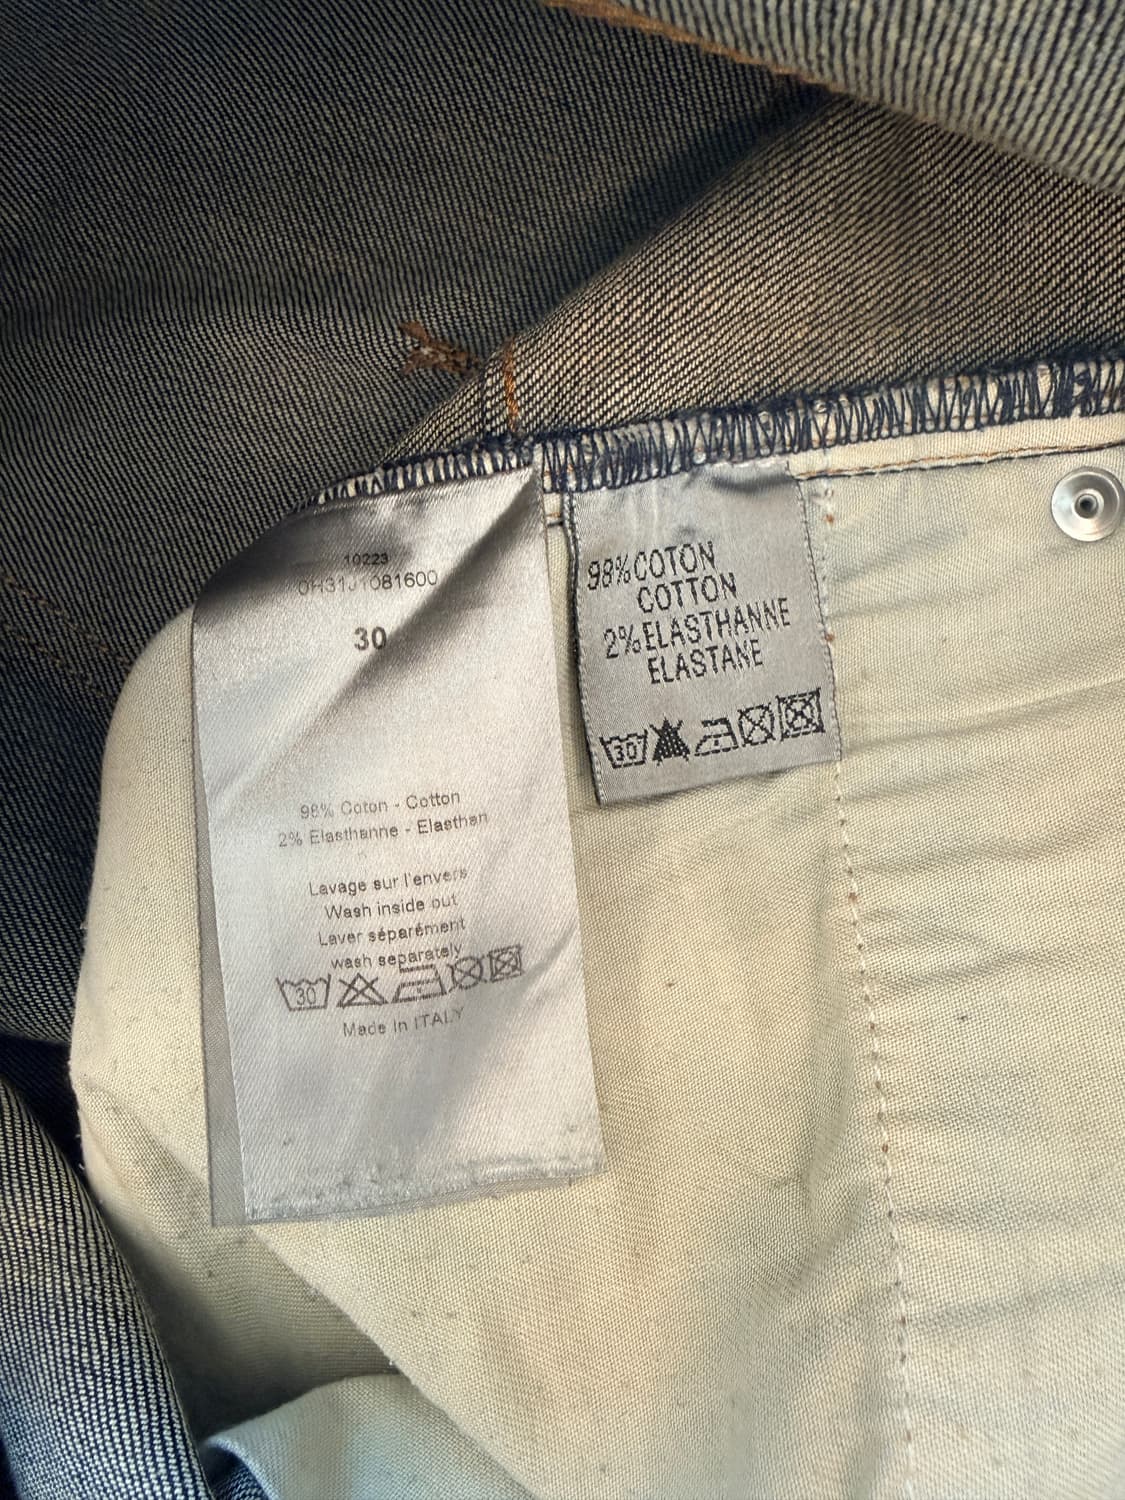 10223
0H31J1081600
30
98% Coton - Cotton
2% Elasthanne - Elasthan
Lavage sur l'envers
Wash inside out
Laver séparément
wash separately
30
Made In ITALY
98%COTON
COTTON
2%ELASTHANNE
ELASTANE
30